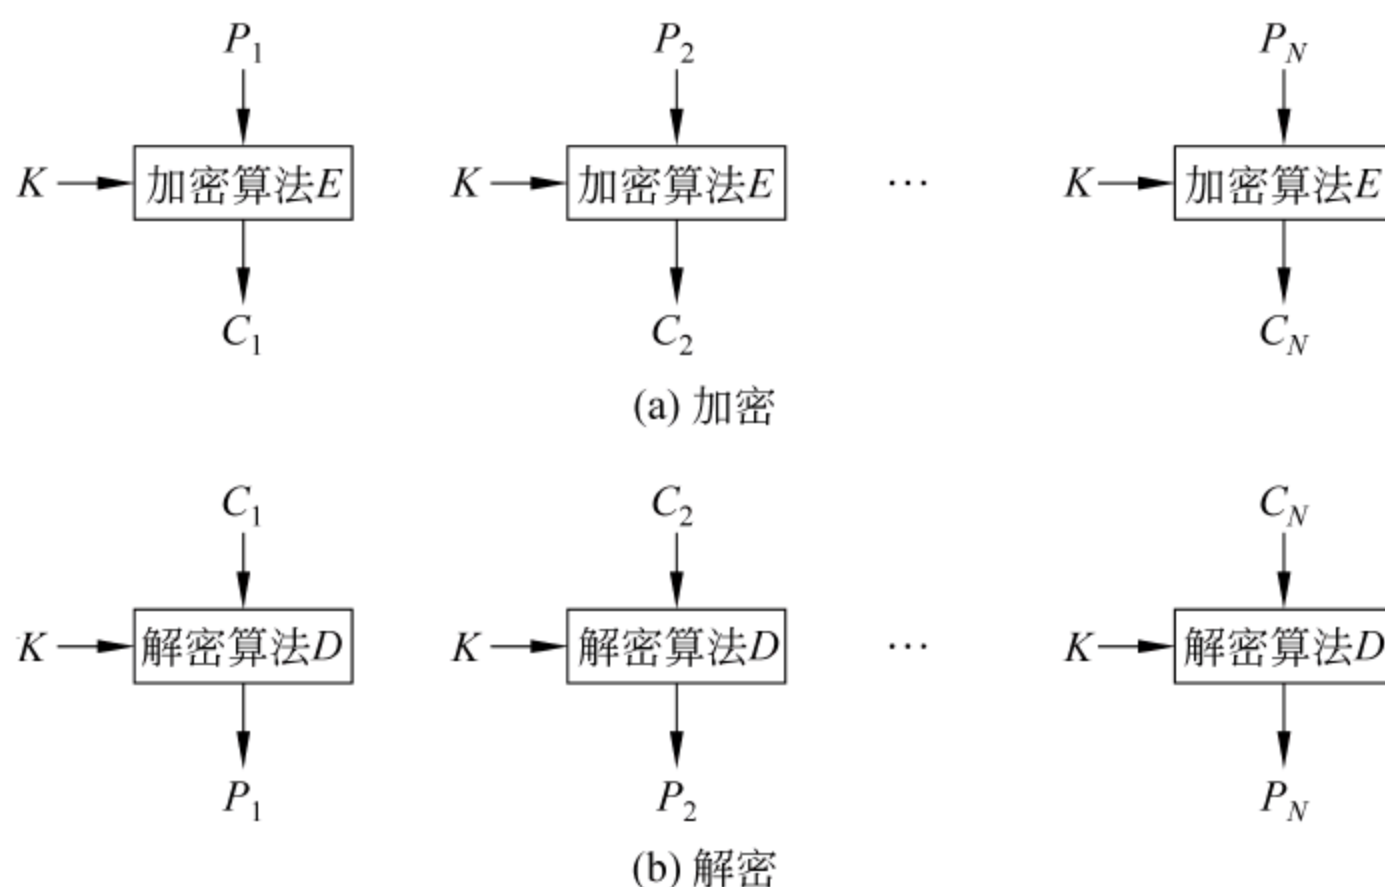 P1 P2 PN
K 加密算法E K 加密算法E … K 加密算法E
C1 C2 CN
(a) 加密
C1 C2 CN
K 解密算法D K 解密算法D … K 解密算法D
P1 P2 PN
(b) 解密